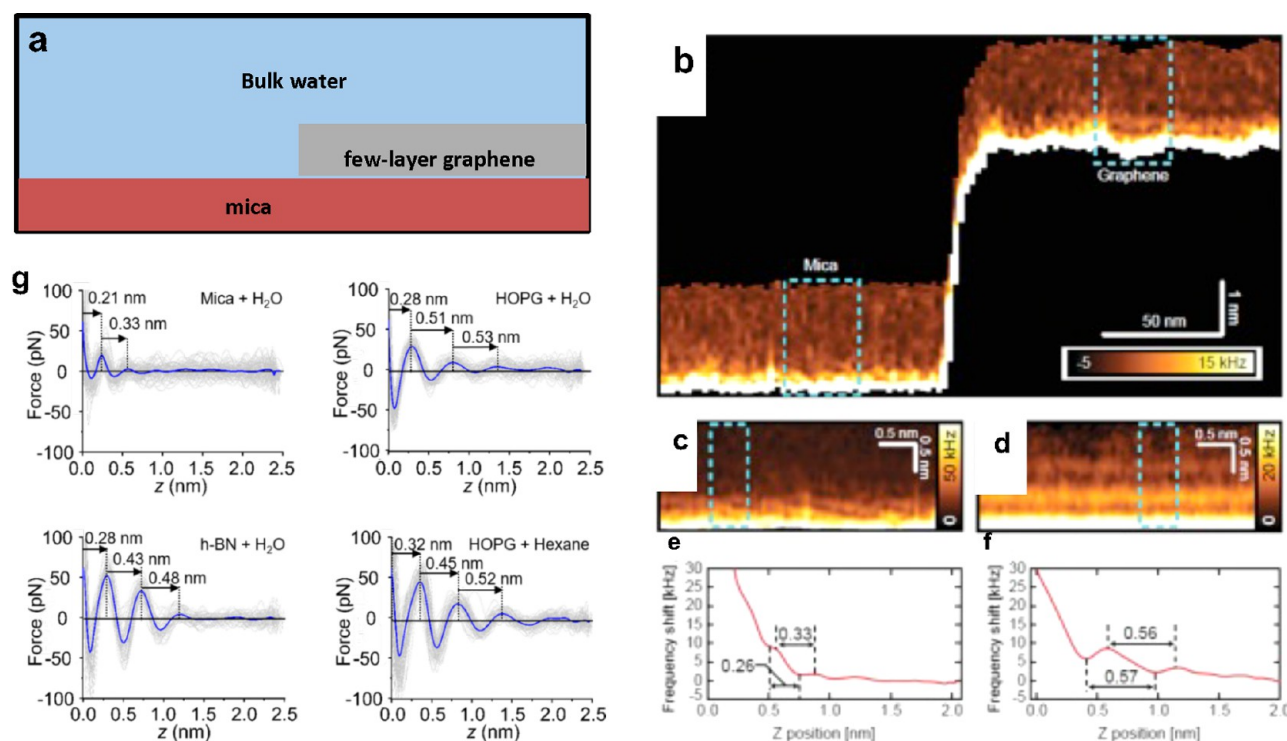 a
Bulk water
few-layer graphene
mica
b
Mica
Graphene
1 nm
50 nm
-5 15 kHz
g
Mica + H₂O
0.21 nm
0.33 nm
Force (pN)
100
50
0
-50
-100
0.0 0.5 1.0 1.5 2.0 2.5
z (nm)
HOPG + H₂O
0.28 nm
0.51 nm
0.53 nm
Force (pN)
100
50
0
-50
-100
0.0 0.5 1.0 1.5 2.0 2.5
z (nm)
h-BN + H₂O
0.28 nm
0.43 nm
0.48 nm
Force (pN)
100
50
0
-50
-100
0.0 0.5 1.0 1.5 2.0 2.5
z (nm)
HOPG + Hexane
0.32 nm
0.45 nm
0.52 nm
Force (pN)
100
50
0
-50
-100
0.0 0.5 1.0 1.5 2.0 2.5
z (nm)
c
0.5 nm
0.5 nm
0 50 kHz
d
0.5 nm
0.5 nm
0 20 kHz
e
Frequency shift [kHz]
30
25
20
15
10
5
0
-5
0.33
0.26
0.0 0.5 1.0 1.5 2.0
Z position [nm]
f
Frequency shift [kHz]
30
25
20
15
10
5
0
-5
0.56
0.57
0.0 0.5 1.0 1.5 2.0
Z position [nm]